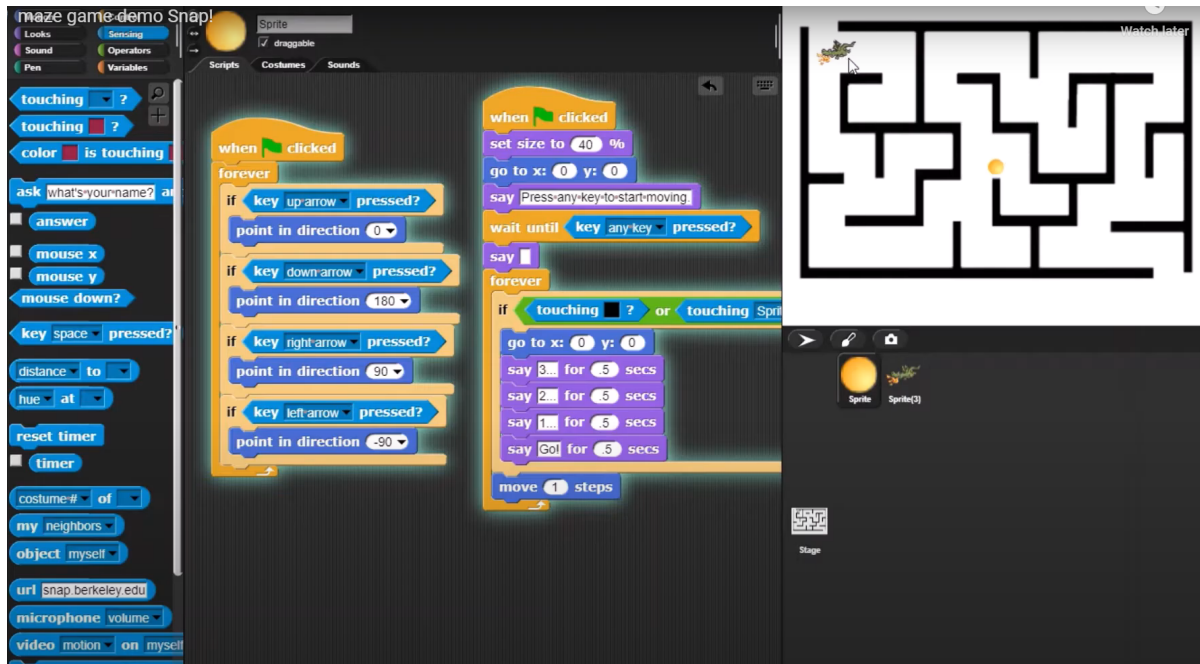 maze game demo Snap!
Looks
Sensing
Sound
Operators
Pen
Variables
touching ?
touching ?
color is touching
ask what's your name?
answer
mouse x
mouse y
mouse down?
key space pressed?
distance to
hue at
reset timer
timer
costume # of
my neighbors
object myself
url snap.berkeley.edu
microphone volume
video motion on myself
Sprite
draggable
Scripts Costumes Sounds
when clicked
forever
if key up arrow pressed?
point in direction 0
if key down arrow pressed?
point in direction 180
if key right arrow pressed?
point in direction 90
if key left arrow pressed?
point in direction -90
when clicked
set size to 40 %
go to x: 0 y: 0
say Press any key to start moving.
wait until key any key pressed?
say
forever
if touching ? or touching
go to x: 0 y: 0
say 3... for .5 secs
say 2... for .5 secs
say 1... for .5 secs
say Go! for .5 secs
move 1 steps
Watch later
Sprite
Sprite(3)
Stage